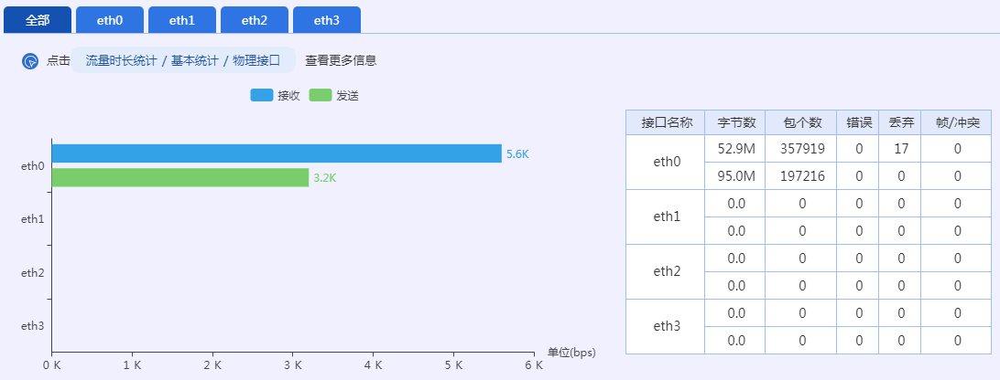 全部 eth0 eth1 eth2 eth3
点击 流量时长统计 / 基本统计 / 物理接口 查看更多信息
接收 发送
eth0 5.6K
3.2K
eth1
eth2
eth3
0 K 1 K 2 K 3 K 4 K 5 K 6 K 单位(bps)
接口名称 字节数 包个数 错误 丢弃 帧/冲突
eth0 52.9M 357919 0 17 0
95.0M 197216 0 0 0
eth1 0.0 0 0 0 0
0.0 0 0 0 0
eth2 0.0 0 0 0 0
0.0 0 0 0 0
eth3 0.0 0 0 0 0
0.0 0 0 0 0